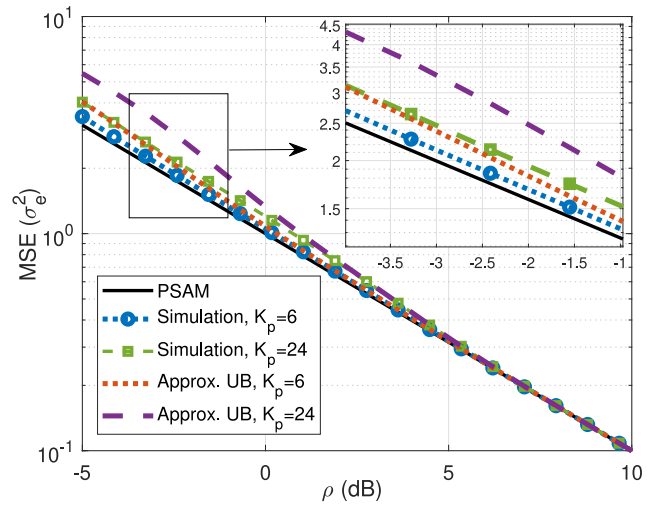 10^1
10^0
10^-1
MSE (σ_e^2)
-5
0
5
10
ρ (dB)
4.5
4
3.5
3
2.5
2
1.5
-3.5
-3
-2.5
-2
-1.5
-1
PSAM
Simulation, K_p=6
Simulation, K_p=24
Approx. UB, K_p=6
Approx. UB, K_p=24